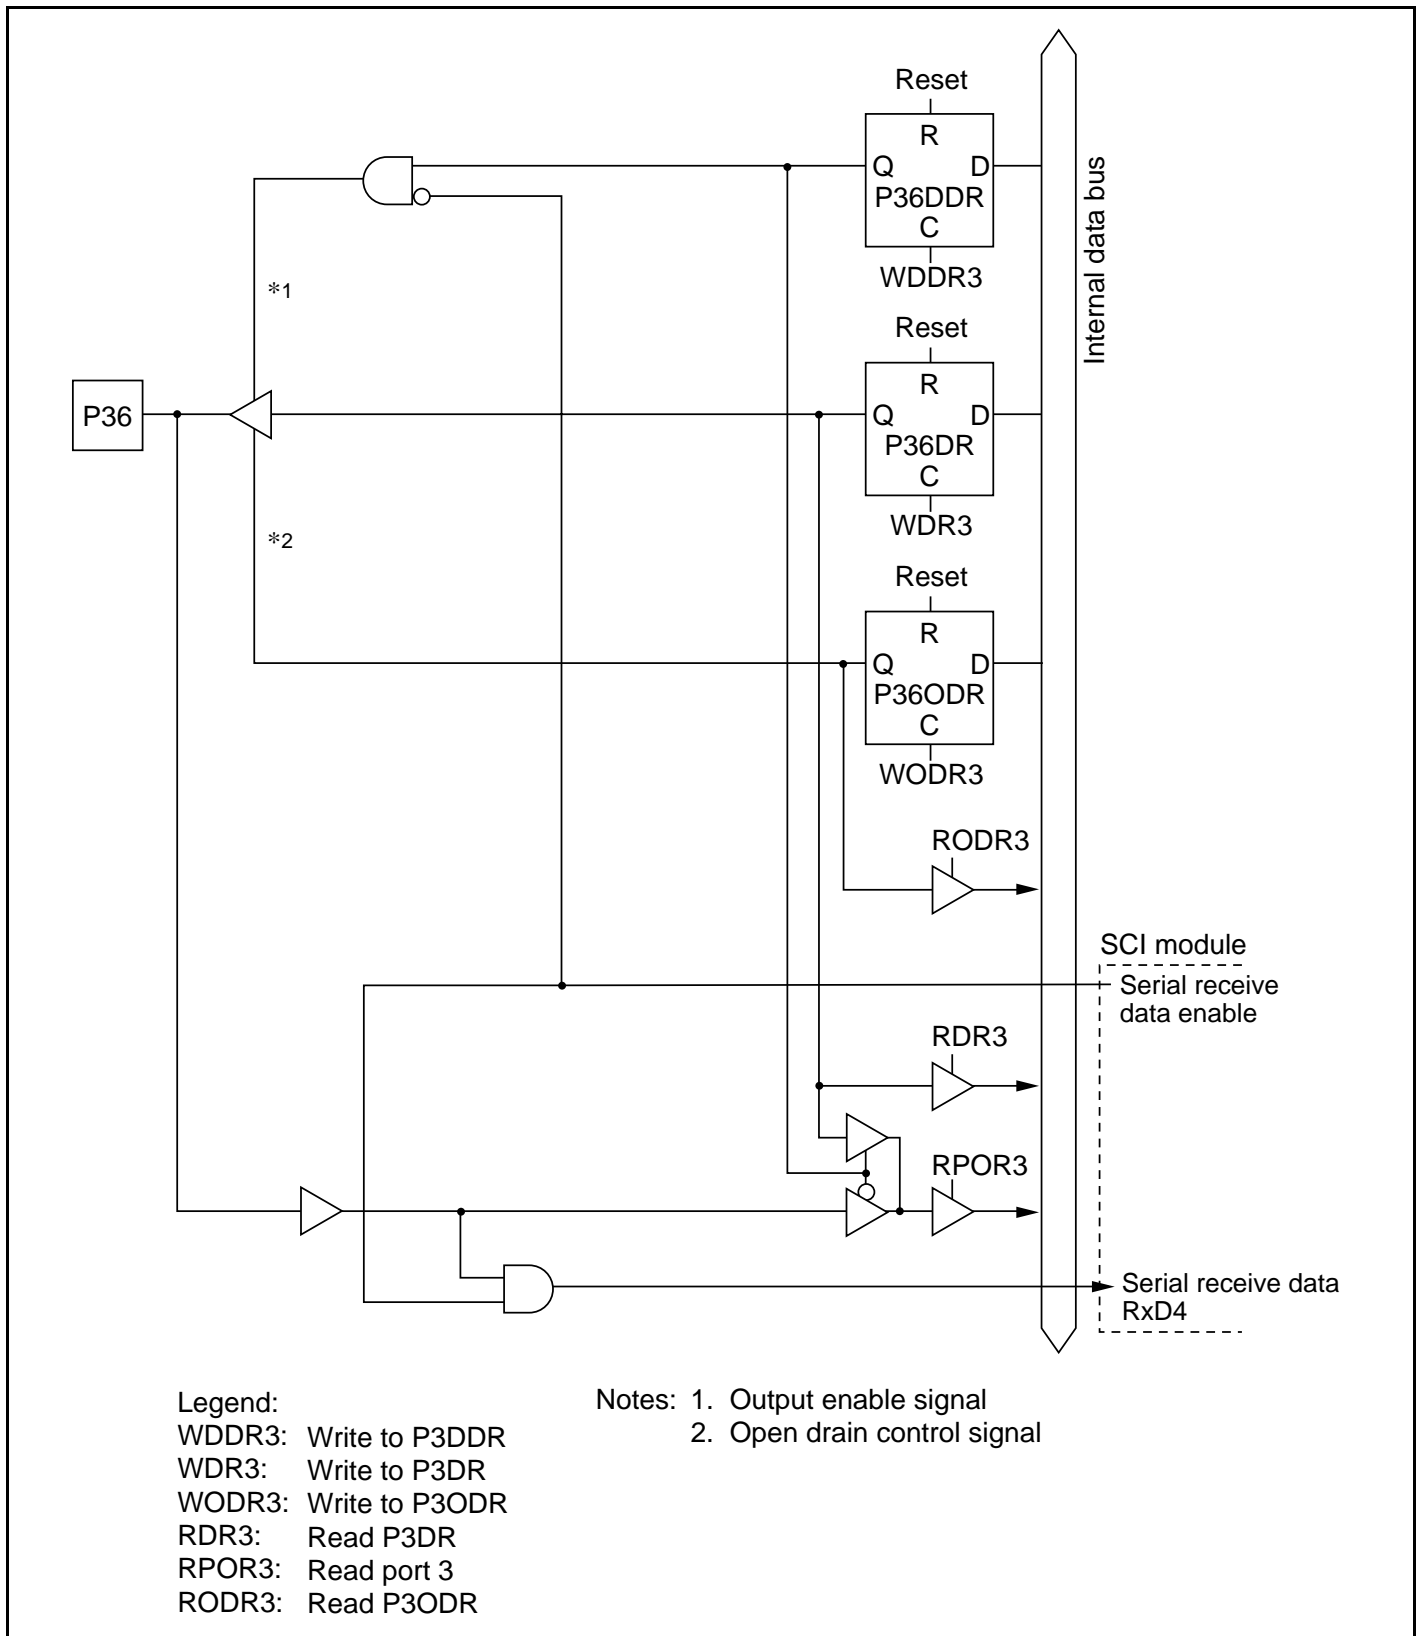 Reset
R
Q D
P36DDR
C
WDDR3
Internal data bus
*1
Reset
R
P36
Q D
P36DR
C
WDR3
*2
Reset
R
Q D
P36ODR
C
WODR3
RODR3
SCI module
Serial receive
data enable
RDR3
RPOR3
Serial receive data
RxD4
Legend:
WDDR3: Write to P3DDR
WDR3: Write to P3DR
WODR3: Write to P3ODR
RDR3: Read P3DR
RPOR3: Read port 3
RODR3: Read P3ODR
Notes: 1. Output enable signal
2. Open drain control signal